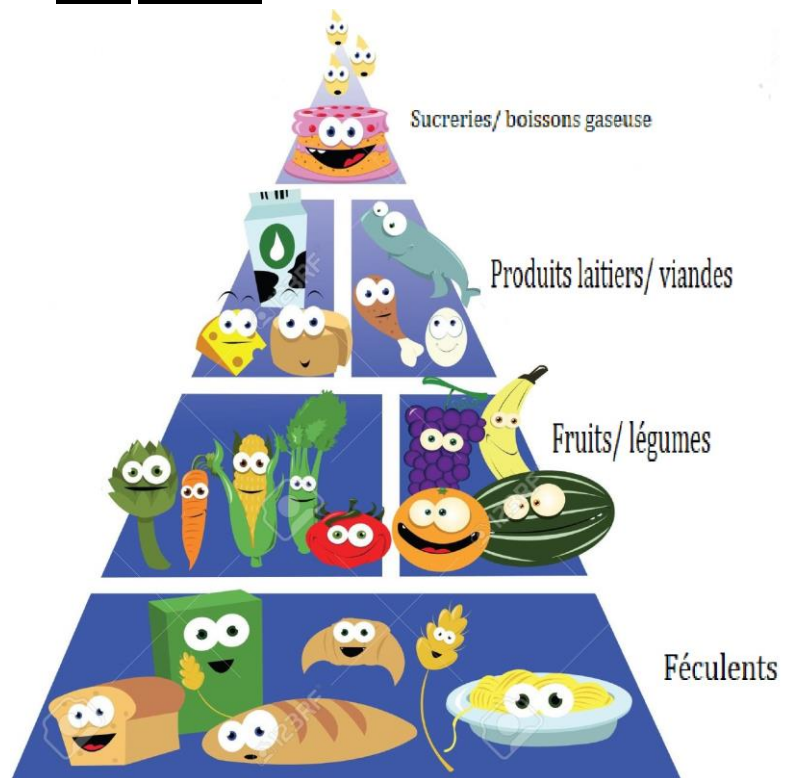 Sucreries/ boissons gaseuse
Produits laitiers/ viandes
Fruits/ légumes
Féculents